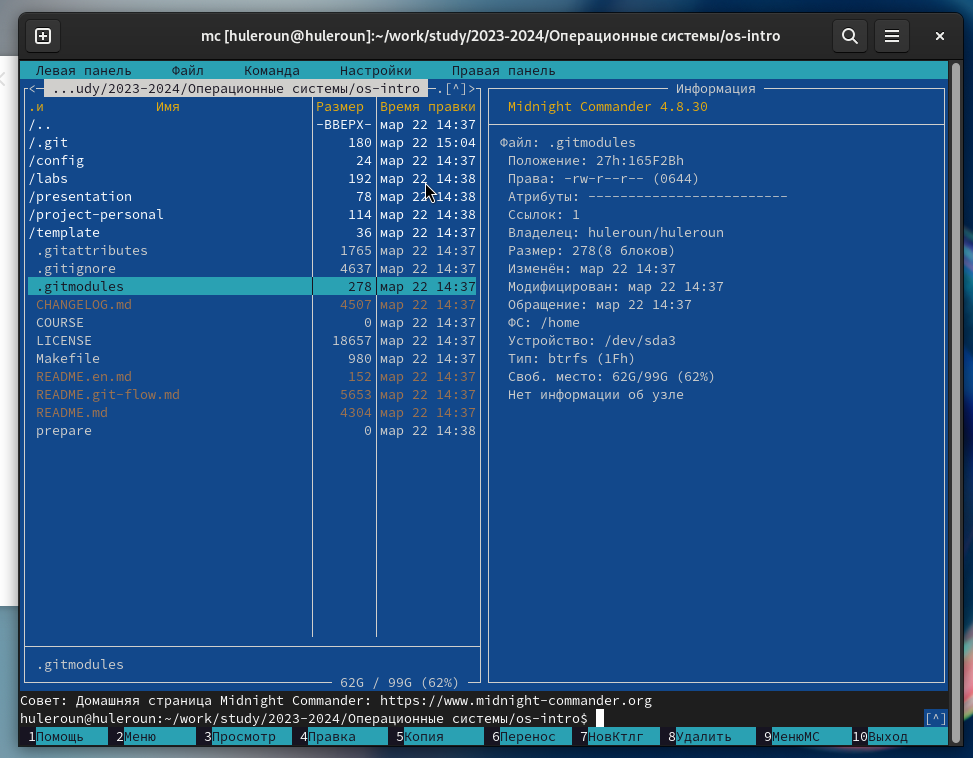 mc [huleroun@huleroun]:~/work/study/2023-2024/Операционные системы/os-intro
Левая панель Файл Команда Настройки Правая панель
<─ ...udy/2023-2024/Операционные системы/os-intro ─.[^]>
.и Имя Размер Время правки
/.. -ВВЕРХ- мар 22 14:37
/.git 180 мар 22 15:04
/config 24 мар 22 14:37
/labs 192 мар 22 14:38
/presentation 78 мар 22 14:38
/project-personal 114 мар 22 14:38
/template 36 мар 22 14:37
.gitattributes 1765 мар 22 14:37
.gitignore 4637 мар 22 14:37
.gitmodules 278 мар 22 14:37
CHANGELOG.md 4507 мар 22 14:37
COURSE 0 мар 22 14:37
LICENSE 18657 мар 22 14:37
Makefile 980 мар 22 14:37
README.en.md 152 мар 22 14:37
README.git-flow.md 5653 мар 22 14:37
README.md 4304 мар 22 14:37
prepare 0 мар 22 14:38
.gitmodules
62G / 99G (62%)
Информация
Midnight Commander 4.8.30
Файл: .gitmodules
Положение: 27h:165F2Bh
Права: -rw-r--r-- (0644)
Атрибуты: -------------------------
Ссылок: 1
Владелец: huleroun/huleroun
Размер: 278(8 блоков)
Изменён: мар 22 14:37
Модифицирован: мар 22 14:37
Обращение: мар 22 14:37
ФС: /home
Устройство: /dev/sda3
Тип: btrfs (1Fh)
Своб. место: 62G/99G (62%)
Нет информации об узле
Совет: Домашняя страница Midnight Commander: https://www.midnight-commander.org
huleroun@huleroun:~/work/study/2023-2024/Операционные системы/os-intro$ [^]
1Помощь 2Меню 3Просмотр 4Правка 5Копия 6Перенос 7НовКтлг 8Удалить 9МенюMC 10Выход